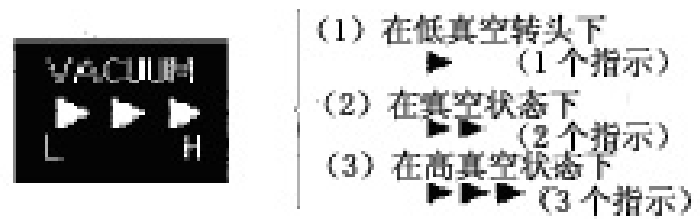 VACUUM
▶ ▶ ▶
L H
(1) 在低真空转头下
▶ (1个指示)
(2) 在真空状态下
▶▶ (2个指示)
(3) 在高真空状态下
▶▶▶ (3个指示)